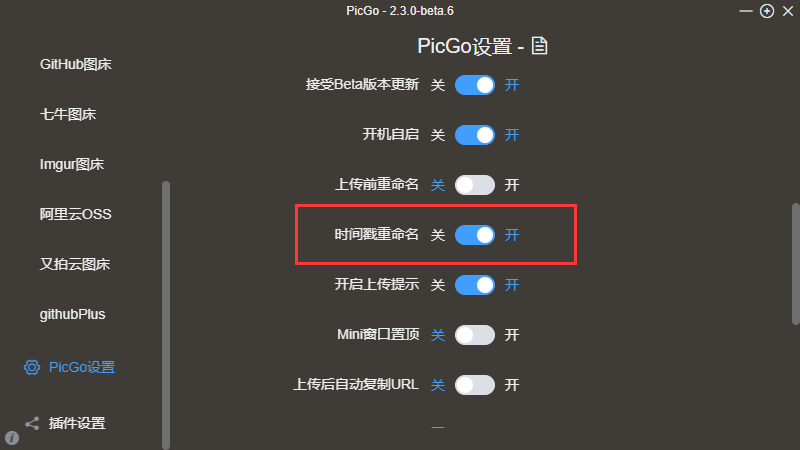 PicGo - 2.3.0-beta.6
GitHub图床
七牛图床
Imgur图床
阿里云OSS
又拍云图床
githubPlus
PicGo设置
插件设置
PicGo设置 -
接受Beta版本更新 关 开
开机自启 关 开
上传前重命名 关 开
时间戳重命名 关 开
开启上传提示 关 开
Mini窗口置顶 关 开
上传后自动复制URL 关 开